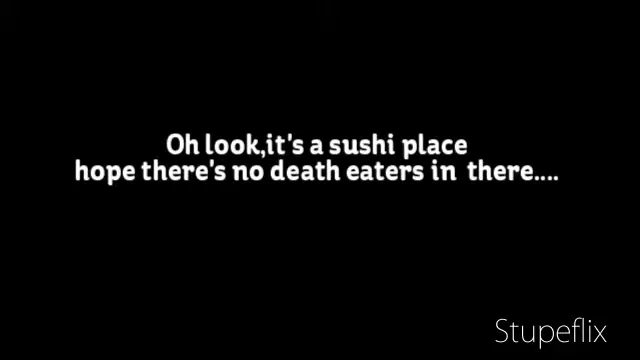 Oh look,it's a sushi place
hope there's no death eaters in  there....
Stupeflix